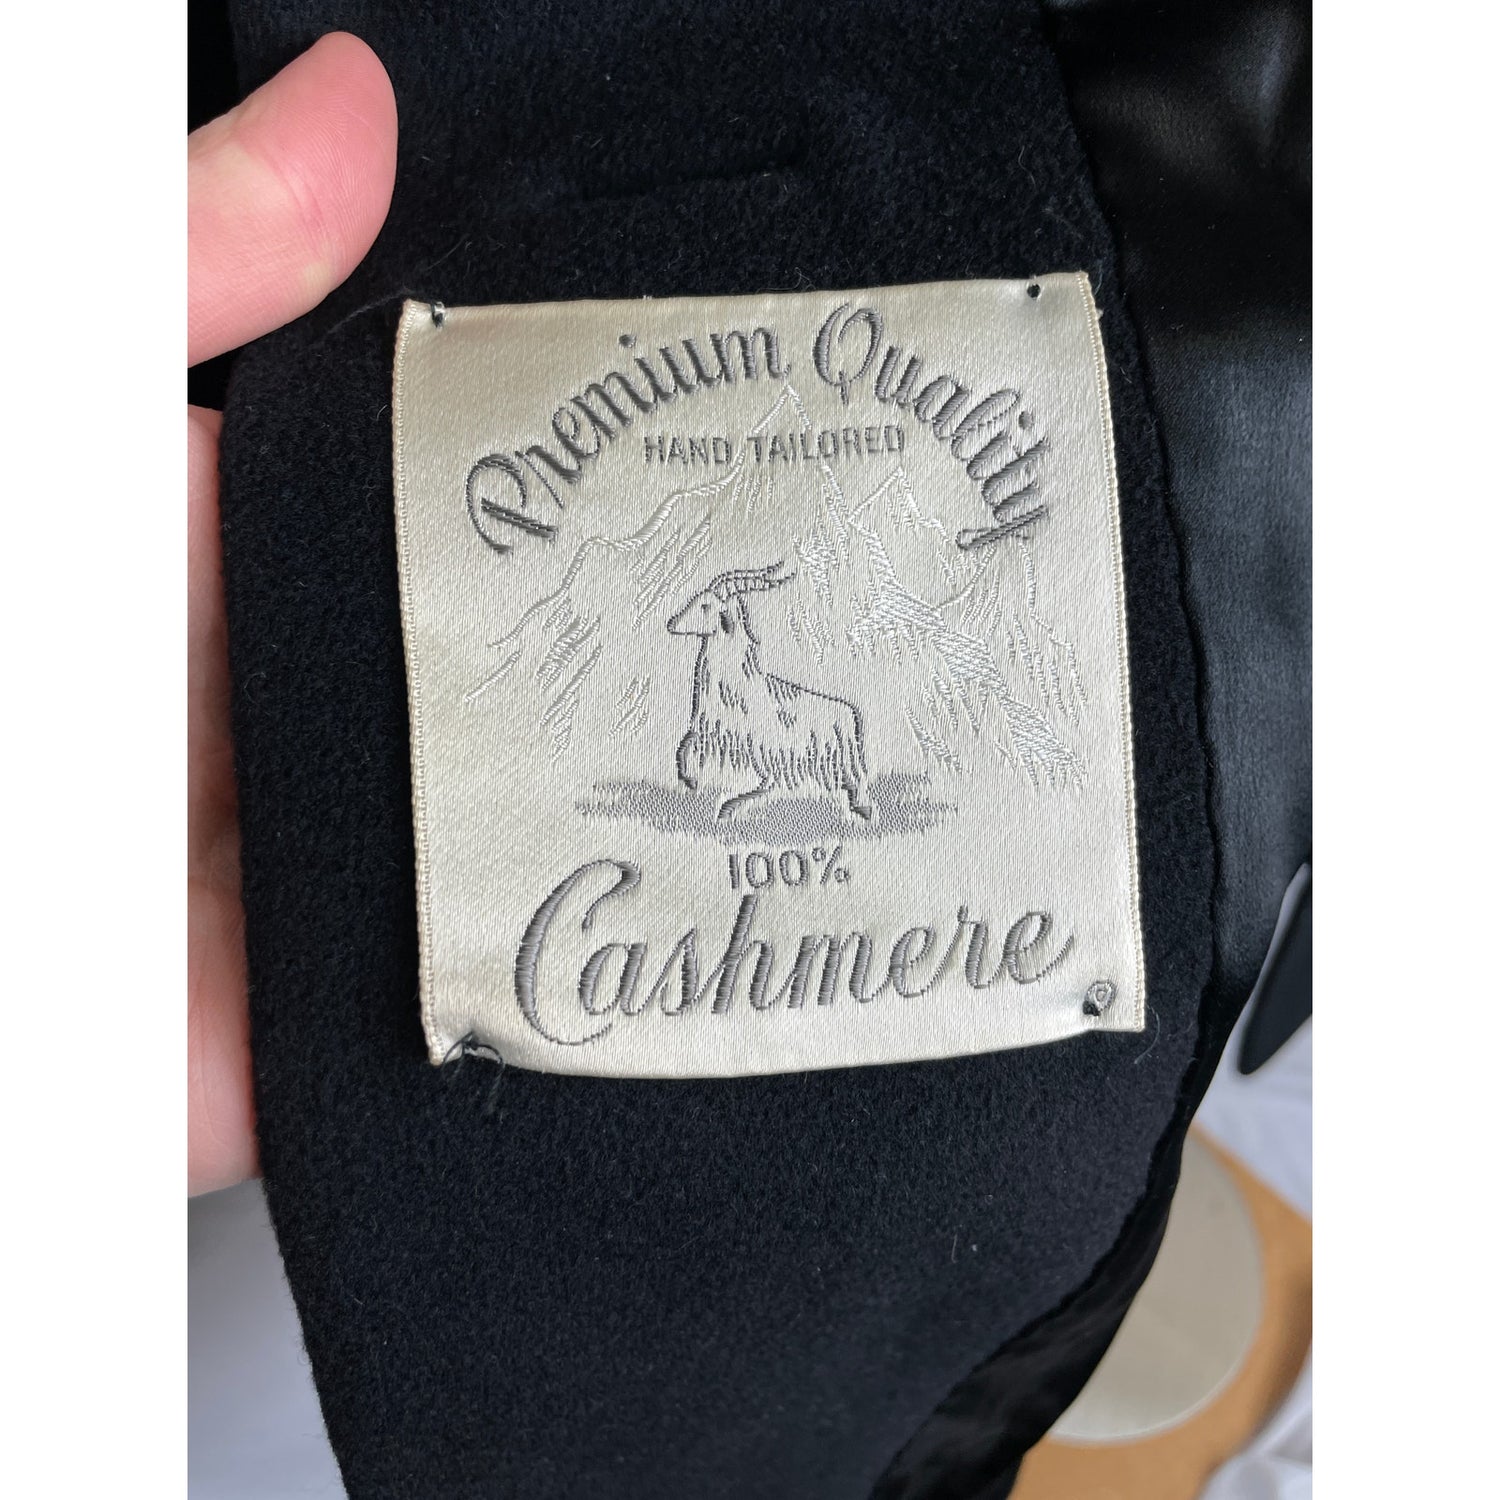 Premium Quality
HAND TAILORED
100%
Cashmere
©